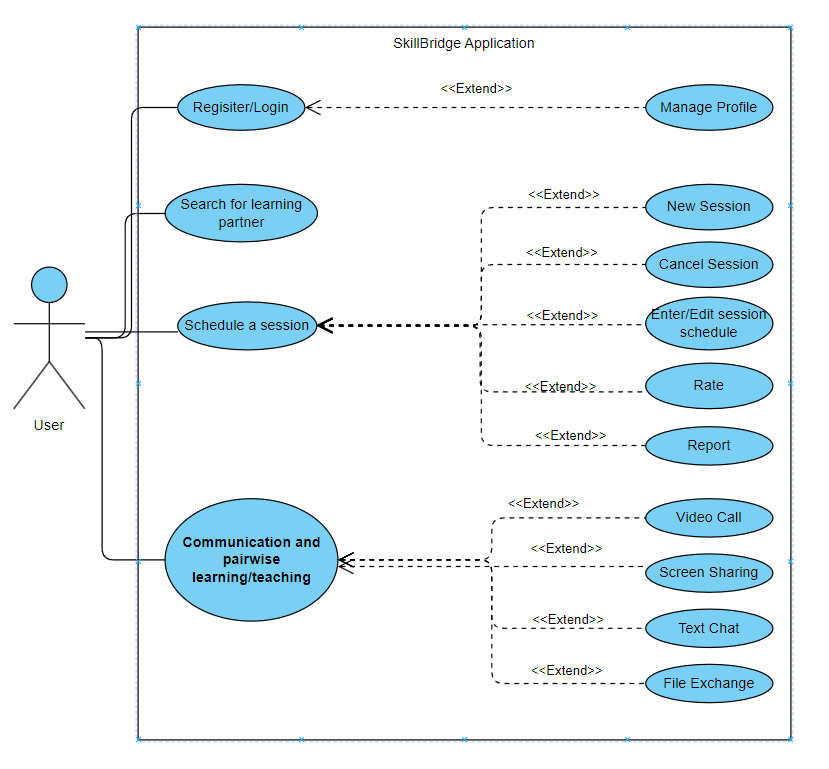 SkillBridge Application
<<Extend>>
Regisiter/Login
Manage Profile
Search for learning
partner
<<Extend>>
New Session
<<Extend>>
Cancel Session
User
Schedule a session
<<Extend>>
Enter/Edit session
schedule
<<Extend>>
Rate
<<Extend>>
Report
Communication and
pairwise
learning/teaching
<<Extend>>
Video Call
<<Extend>>
Screen Sharing
<<Extend>>
Text Chat
<<Extend>>
File Exchange